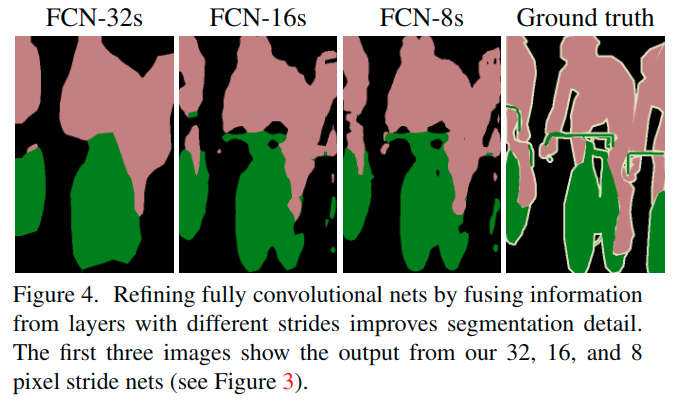 FCN-32s FCN-16s FCN-8s Ground truth
Figure 4. Refining fully convolutional nets by fusing information
from layers with different strides improves segmentation detail.
The first three images show the output from our 32, 16, and 8
pixel stride nets (see Figure 3).